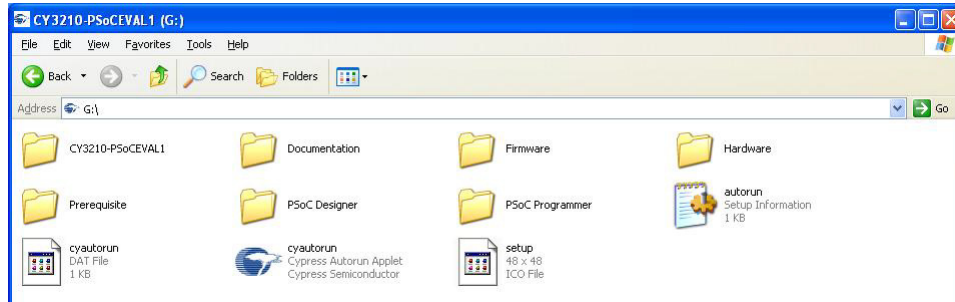 CY3210-PSoCEVAL1 (G:)
File Edit View Favorites Tools Help
Back Search Folders
Address G:\ Go
CY3210-PSoCEVAL1 Documentation Firmware Hardware
Prerequisite PSoC Designer PSoC Programmer autorun
Setup Information
1 KB
cyautorun
DAT File
1 KB
cyautorun
Cypress Autorun Applet
Cypress Semiconductor
setup
48 x 48
ICO File